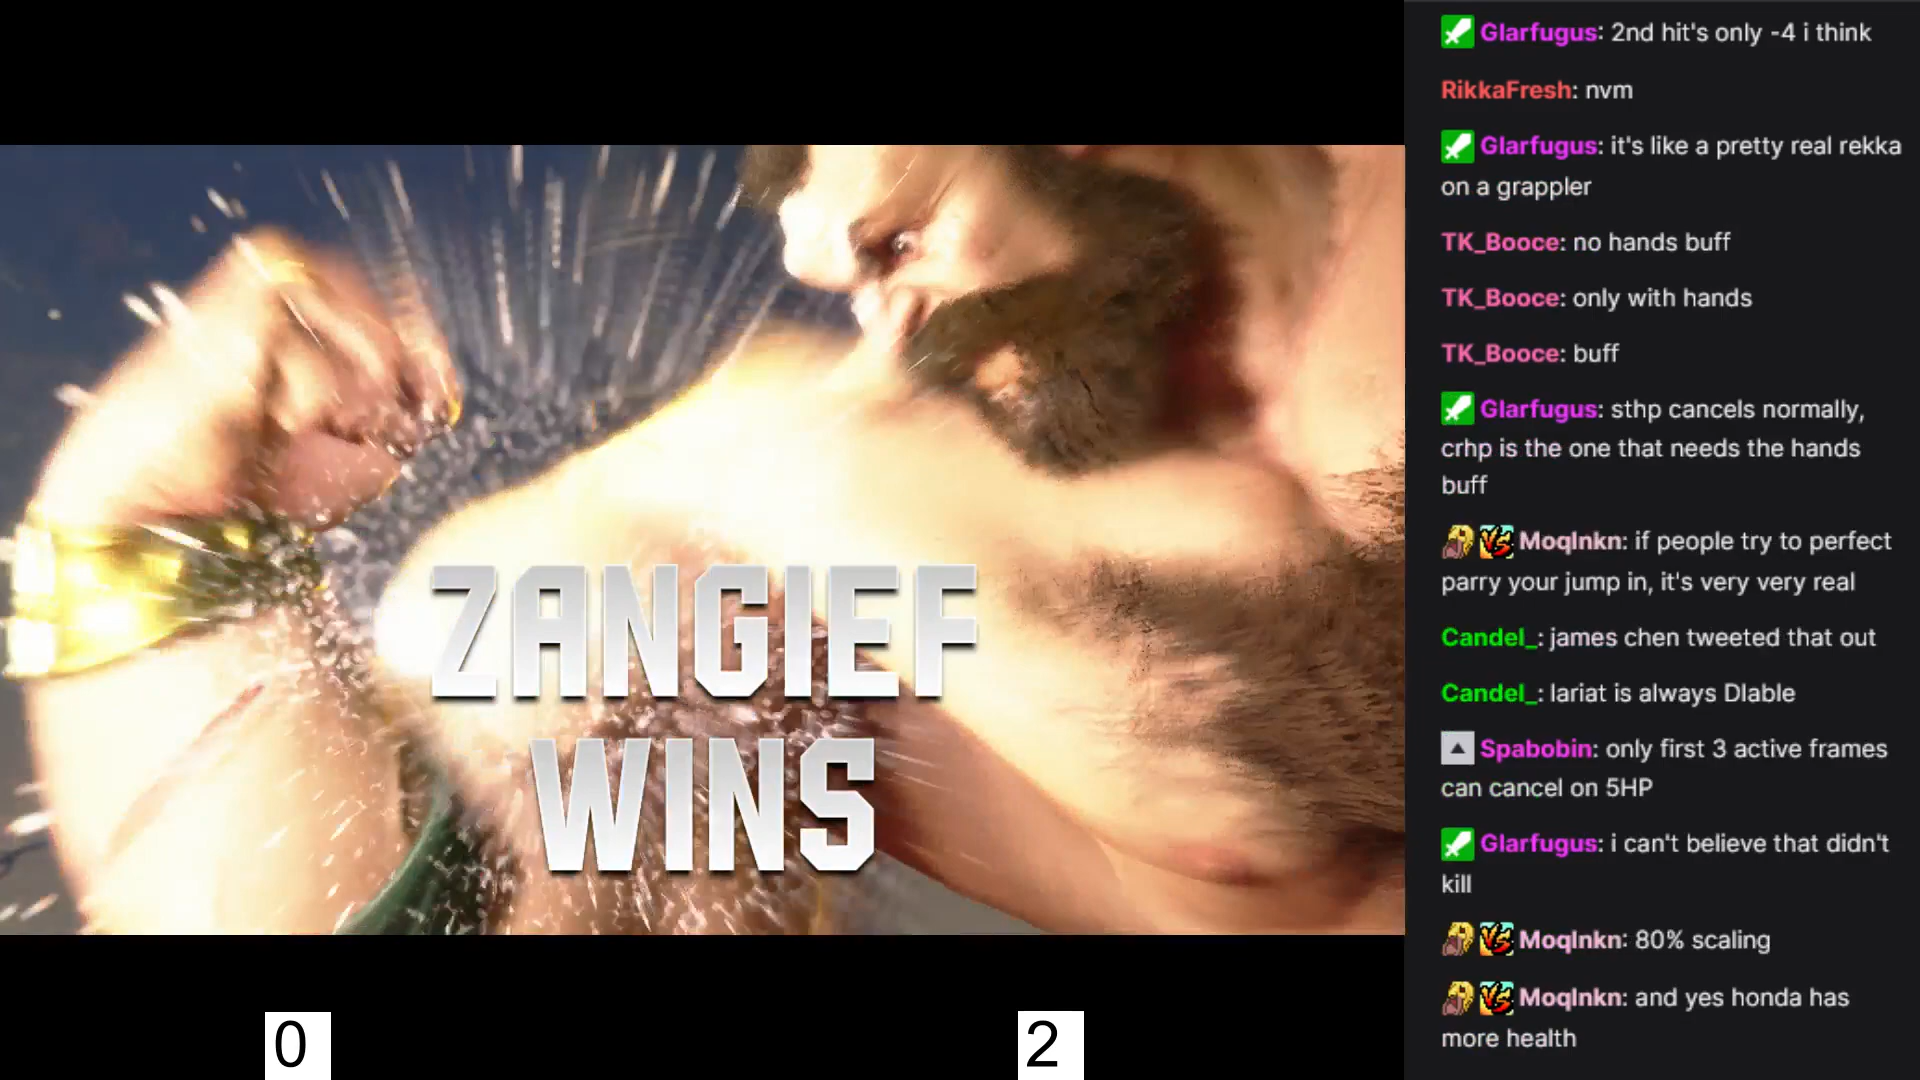 ZANGIEF
WINS
0
2
Glarfugus: 2nd hit's only -4 i think
RikkaFresh: nvm
Glarfugus: it's like a pretty real rekka
on a grappler
TK_Booce: no hands buff
TK_Booce: only with hands
TK_Booce: buff
Glarfugus: sthp cancels normally,
crhp is the one that needs the hands
buff
MoqInkn: if people try to perfect
parry your jump in, it's very very real
Candel_: james chen tweeted that out
Candel_: lariat is always DIable
Spabobin: only first 3 active frames
can cancel on 5HP
Glarfugus: i can't believe that didn't
kill
MoqInkn: 80% scaling
MoqInkn: and yes honda has
more health